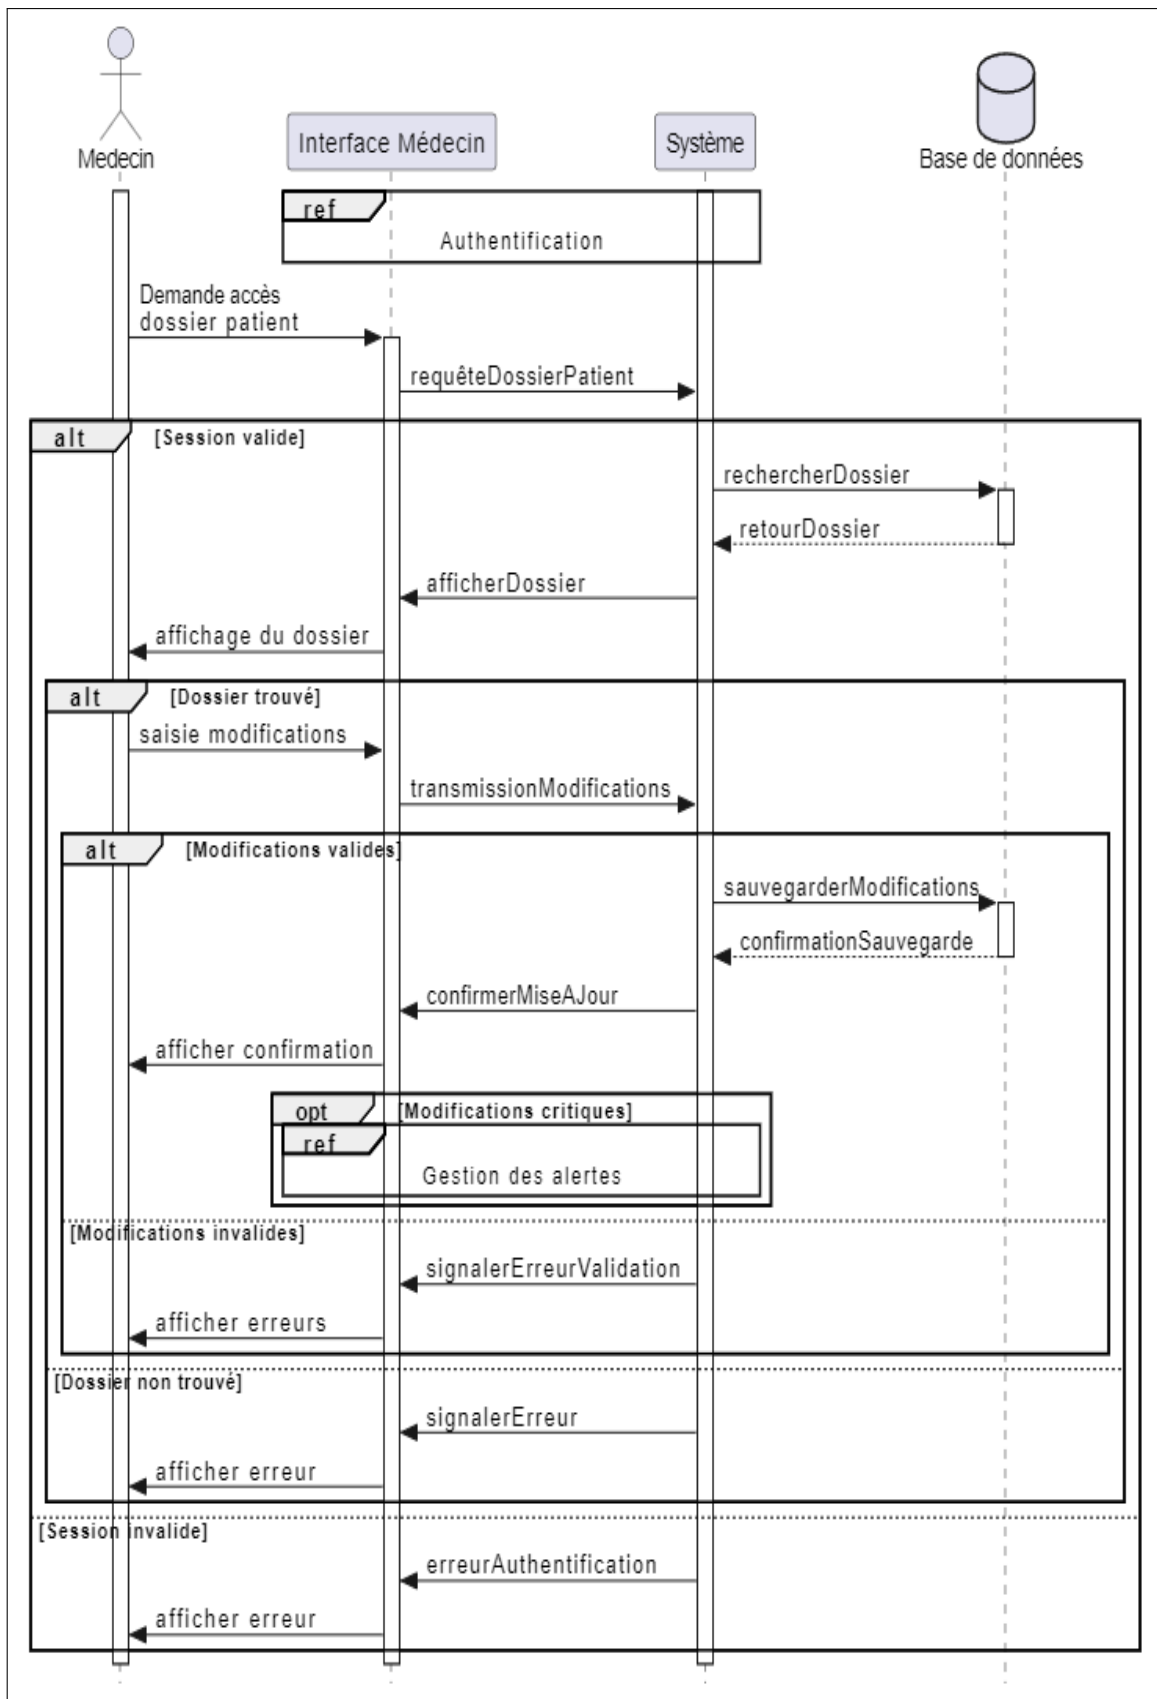 Medecin
Interface Médecin
Système
Base de données
ref
Authentification
Demande accès
dossier patient
requêteDossierPatient
alt
[Session valide]
rechercherDossier
retourDossier
afficherDossier
affichage du dossier
alt
[Dossier trouvé]
saisie modifications
transmissionModifications
alt
[Modifications valides]
sauvegarderModifications
confirmationSauvegarde
confirmerMiseAJour
afficher confirmation
opt
[Modifications critiques]
ref
Gestion des alertes
[Modifications invalides]
signalerErreurValidation
afficher erreurs
[Dossier non trouvé]
signalerErreur
afficher erreur
[Session invalide]
erreurAuthentification
afficher erreur